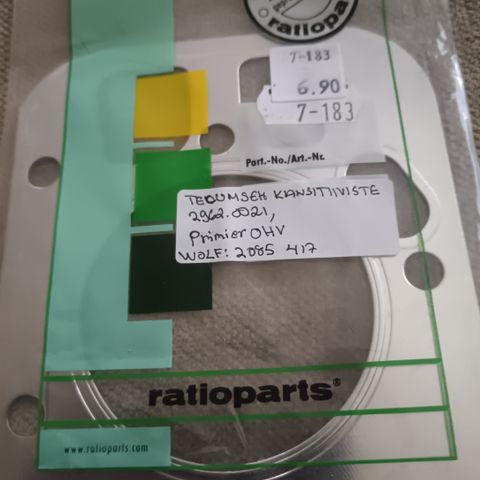 ratioparts
7-183
6.90
7-183
Part.-No./Art.-Nr.
TECUMSEH KANSITIIVISTE
2962.0021,
Primier OHV
WOLF: 2085 417
ratioparts®
www.ratioparts.com